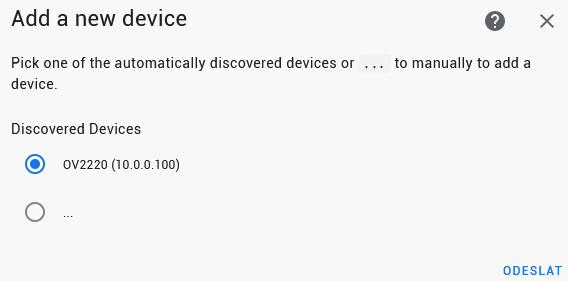 Add a new device
Pick one of the automatically discovered devices or ... to manually to add a
device.
Discovered Devices
OV2220 (10.0.0.100)
...
ODESLAT